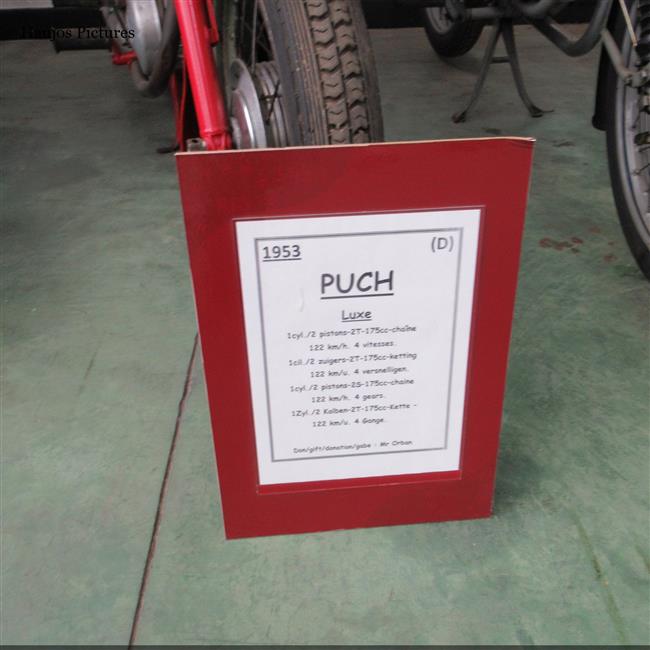 Hanjos Pictures
1953 (D)
PUCH
Luxe
1cyl./2 pistons-2T-175cc-chaîne
122 km/h. 4 vitesses.
1cil./2 zuigers-2T-175cc-ketting
122 km/u. 4 versnelligen.
1cyl./2 pistons-2S-175cc-chaine
122 km/h. 4 gears.
1Zyl./2 Kolben-2T-175cc-Kette -
122 km/u. 4 Gange.
Don/gift/donation/gabe : Mr Orban